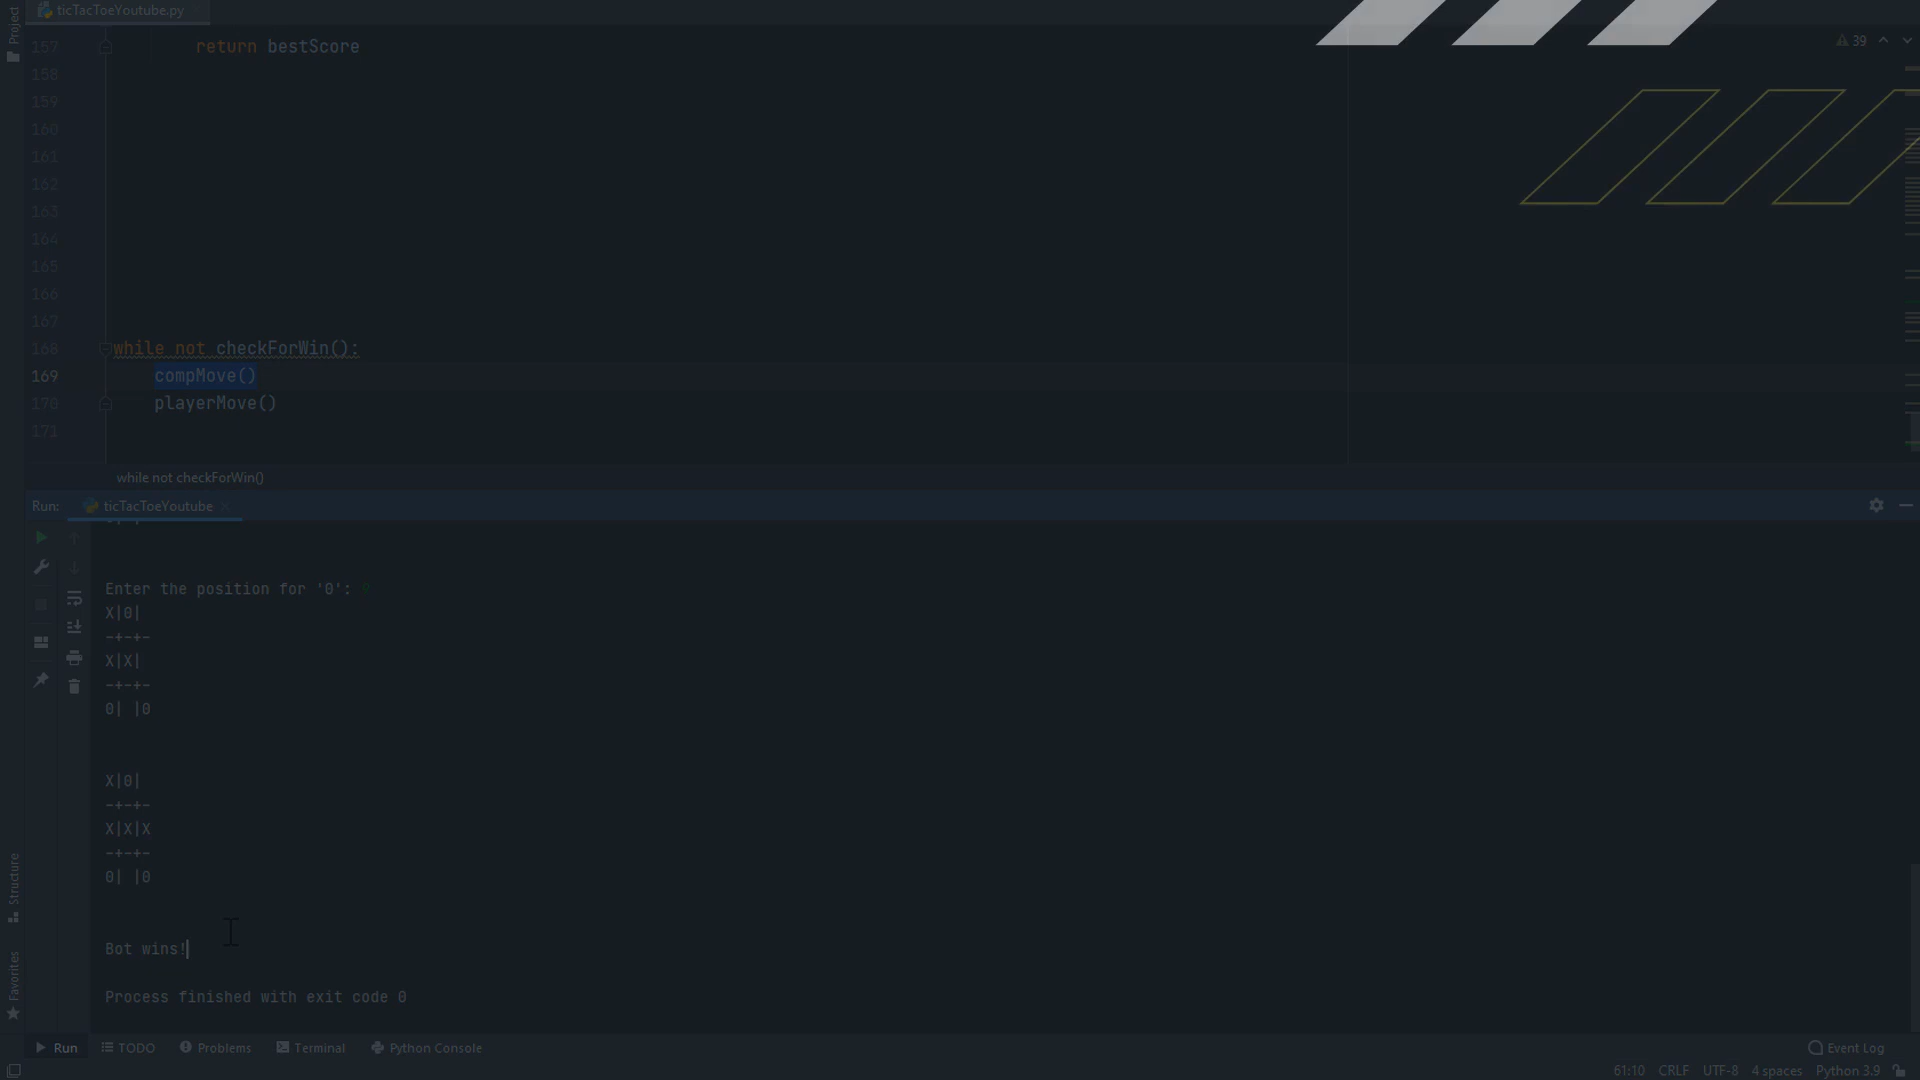 Project
ticTacToeYoutube.py
157 return bestScore
39
158
159
160
161
162
163
164
165
166
167
168 while not checkForWin():
169 compMove()
170 playerMove()
171
while not checkForWin()
Run: ticTacToeYoutube
Enter the position for '0': 9
X|0|
-+-+-
X|X|
-+-+-
0| |0
X|0|
-+-+-
X|X|X
-+-+-
0| |0
Bot wins!
Process finished with exit code 0
Structure
Favorites
Run TODO Problems Terminal Python Console Event Log
61:10 CRLF UTF-8 4 spaces Python 3.9